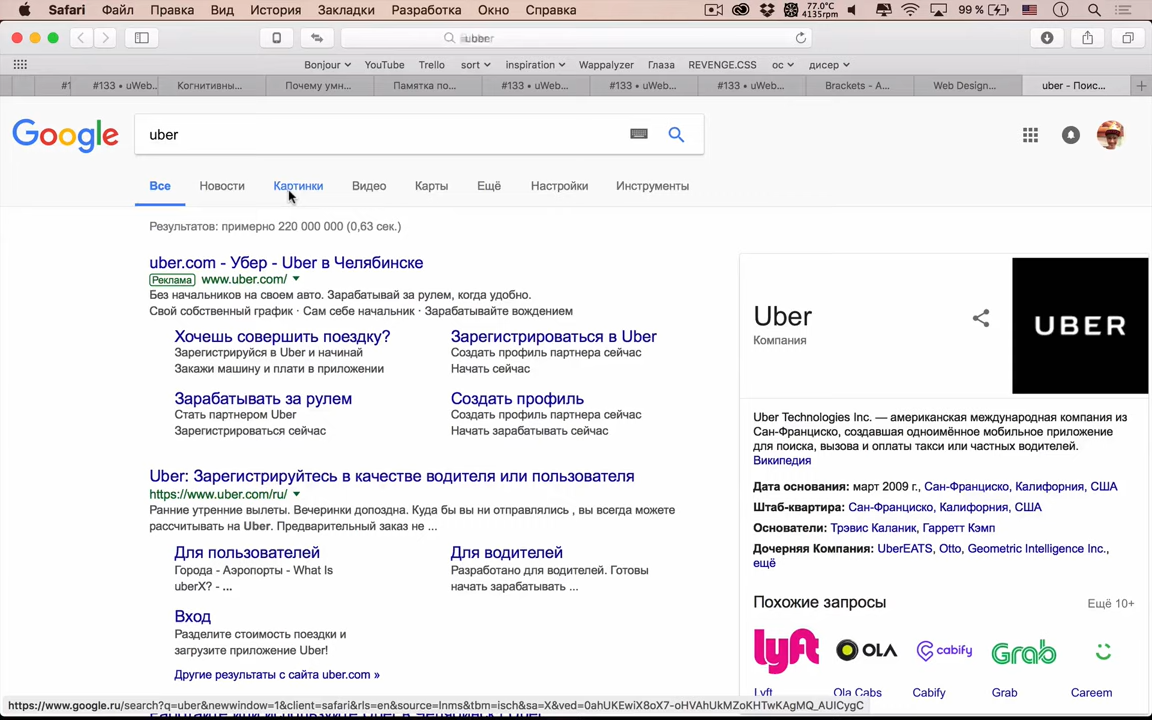 Safari Файл Правка Вид История Закладки Разработка Окно Справка 77.0°C 4135rpm 99 %
uber
Bonjour YouTube Trello sort inspiration Wappalyzer Глаза REVENGE.CSS ос дисер
#1 #133 • uWeb... Когнитивны... Почему умн... Памятка по... #133 • uWeb... #133 • uWeb... #133 • uWeb... Brackets - A... Web Design... uber - Поис...
Google uber
Все Новости Картинки Видео Карты Ещё Настройки Инструменты
Результатов: примерно 220 000 000 (0,63 сек.)
uber.com - Убер - Uber в Челябинске
Реклама www.uber.com/
Без начальников на своем авто. Зарабатывай за рулем, когда удобно.
Свой собственный график · Сам себе начальник · Зарабатывайте вождением
Хочешь совершить поездку?
Зарегистрируйся в Uber и начинай
Закажи машину и плати в приложении
Зарегистрироваться в Uber
Создать профиль партнера сейчас
Начать сейчас
Зарабатывать за рулем
Стать партнером Uber
Зарегистрироваться сейчас
Создать профиль
Создать профиль партнера сейчас
Начать зарабатывать сейчас
Uber: Зарегистрируйтесь в качестве водителя или пользователя
https://www.uber.com/ru/
Ранние утренние вылеты. Вечеринки допоздна. Куда бы вы ни отправлялись , вы всегда можете
рассчитывать на Uber. Предварительный заказ не ...
Для пользователей
Города - Аэропорты - What Is
uberX? - ...
Для водителей
Разработано для водителей. Готовы
начать зарабатывать ...
Вход
Разделите стоимость поездки и
загрузите приложение Uber!
Другие результаты с сайта uber.com »
Uber
Компания
UBER
Uber Technologies Inc. — американская международная компания из
Сан-Франциско, создавшая одноимённое мобильное приложение
для поиска, вызова и оплаты такси или частных водителей.
Википедия
Дата основания: март 2009 г., Сан-Франциско, Калифорния, США
Штаб-квартира: Сан-Франциско, Калифорния, США
Основатели: Трэвис Каланик, Гарретт Кэмп
Дочерняя Компания: UberEATS, Otto, Geometric Intelligence Inc.,
ещё
Похожие запросы Ещё 10+
lyft OLA cabify Grab
Lyft Ola Cabs Cabify Grab Careem
https://www.google.ru/search?q=uber&newwindow=1&client=safari&rls=en&source=lnms&tbm=isch&sa=X&ved=0ahUKEwiX8oX7-oHVAhUkMZoKHTwKAgMQ_AUICygC